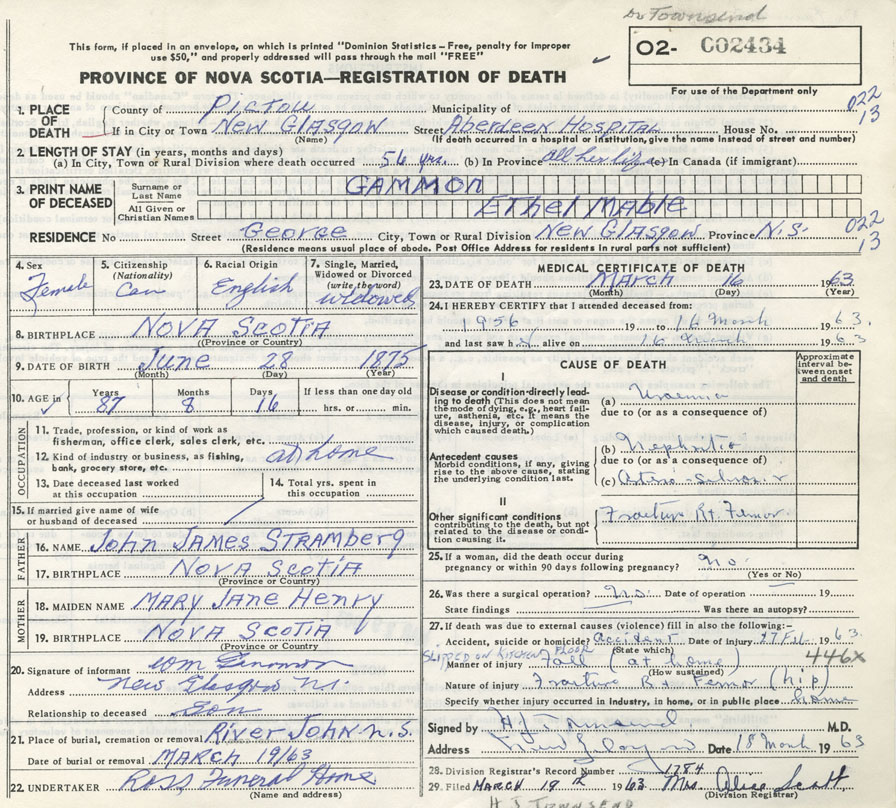 Dr Townsend
This form, if placed in an envelope, on which is printed "Dominion Statistics - Free, penalty for Improper
use $50," and properly addressed will pass through the mail "FREE"
O2- C02434
PROVINCE OF NOVA SCOTIA—REGISTRATION OF DEATH
For use of the Department only
1. PLACE OF DEATH County of Pictou Municipality of 022
If in City or Town New Glasgow Street Aberdeen Hospital House No. 13
(Name) (If death occurred in a hospital or institution, give the name instead of street and number)
2. LENGTH OF STAY (in years, months and days)
(a) In City, Town or Rural Division where death occurred 56 yrs. (b) In Province all her life (c) In Canada (if immigrant)
3. PRINT NAME OF DECEASED Surname or Last Name GAMMON
All Given or Christian Names Ethel Mable
RESIDENCE No Street George City, Town or Rural Division New Glasgow Province N.S. 022
(Residence means usual place of abode. Post Office Address for residents in rural parts not sufficient) 13
4. Sex Female
5. Citizenship (Nationality) Can
6. Racial Origin English
7. Single, Married, Widowed or Divorced (write the word) widowed
8. BIRTHPLACE NOVA SCOTIA
(Province or Country)
9. DATE OF BIRTH June 28 1875
(Month) (Day) (Year)
10. AGE in Years 87 Months 8 Days 16 If less than one day old
hrs. or min.
OCCUPATION
11. Trade, profession, or kind of work as
fisherman, office clerk, sales clerk, etc.
12. Kind of industry or business, as fishing,
bank, grocery store, etc. at home
13. Date deceased last worked
at this occupation
14. Total yrs. spent in
this occupation
15. If married give name of wife
or husband of deceased
FATHER
16. NAME John James Stramberg
17. BIRTHPLACE NOVA SCOTIA
(Province or Country)
MOTHER
18. MAIDEN NAME MARY JANE Henry
19. BIRTHPLACE NOVA SCOTIA
(Province or Country
20. Signature of informant
Address New Glasgow N.S.
Relationship to deceased Son
21. Place of burial, cremation or removal River John N.S.
Date of burial or removal MARCH 19/63
22. UNDERTAKER Ross Funeral Home
(Name and address)
MEDICAL CERTIFICATE OF DEATH
23. DATE OF DEATH March 16 1963
(Month) (Day) (Year)
24. I HEREBY CERTIFY that I attended deceased from:
1956 19 to 16 March 1963.
and last saw h alive on 16 March 1963
CAUSE OF DEATH
Approximate interval between onset and death
I
Disease or condition directly leading to death (This does not mean
the mode of dying, e.g., heart failure, asthenia, etc. It means the
disease, injury, or complication
which caused death.)
(a) Uraemia
due to (or as a consequence of)
Antecedent causes
Morbid conditions, if any, giving
rise to the above cause, stating
the underlying condition last.
(b) Nephritis
due to (or as a consequence of)
(c)
II
Other significant conditions
contributing to the death, but not
related to the disease or condition causing it.
Fracture Rt. Femor
25. If a woman, did the death occur during
pregnancy or within 90 days following pregnancy? no.
(Yes or No)
26. Was there a surgical operation? no. Date of operation 19
State findings Was there an autopsy?
27. If death was due to external causes (violence) fill in also the following:—
Accident, suicide or homicide? Accident Date of injury 27 Feb 1963.
(State which)
SLIPPED ON KITCHEN FLOOR
Manner of injury Fall (at home) 446X
(How sustained)
Nature of injury Fracture Rt Femor (hip)
Specify whether injury occurred in Industry, in home, or in public place home
Signed by M.D.
Address New Glasgow Date 18 March 1963
28. Division Registrar's Record Number 1784
29. Filed MARCH 19th 1963 Mrs. Alice Scott
(Division Registrar)
H J TOWNSEND